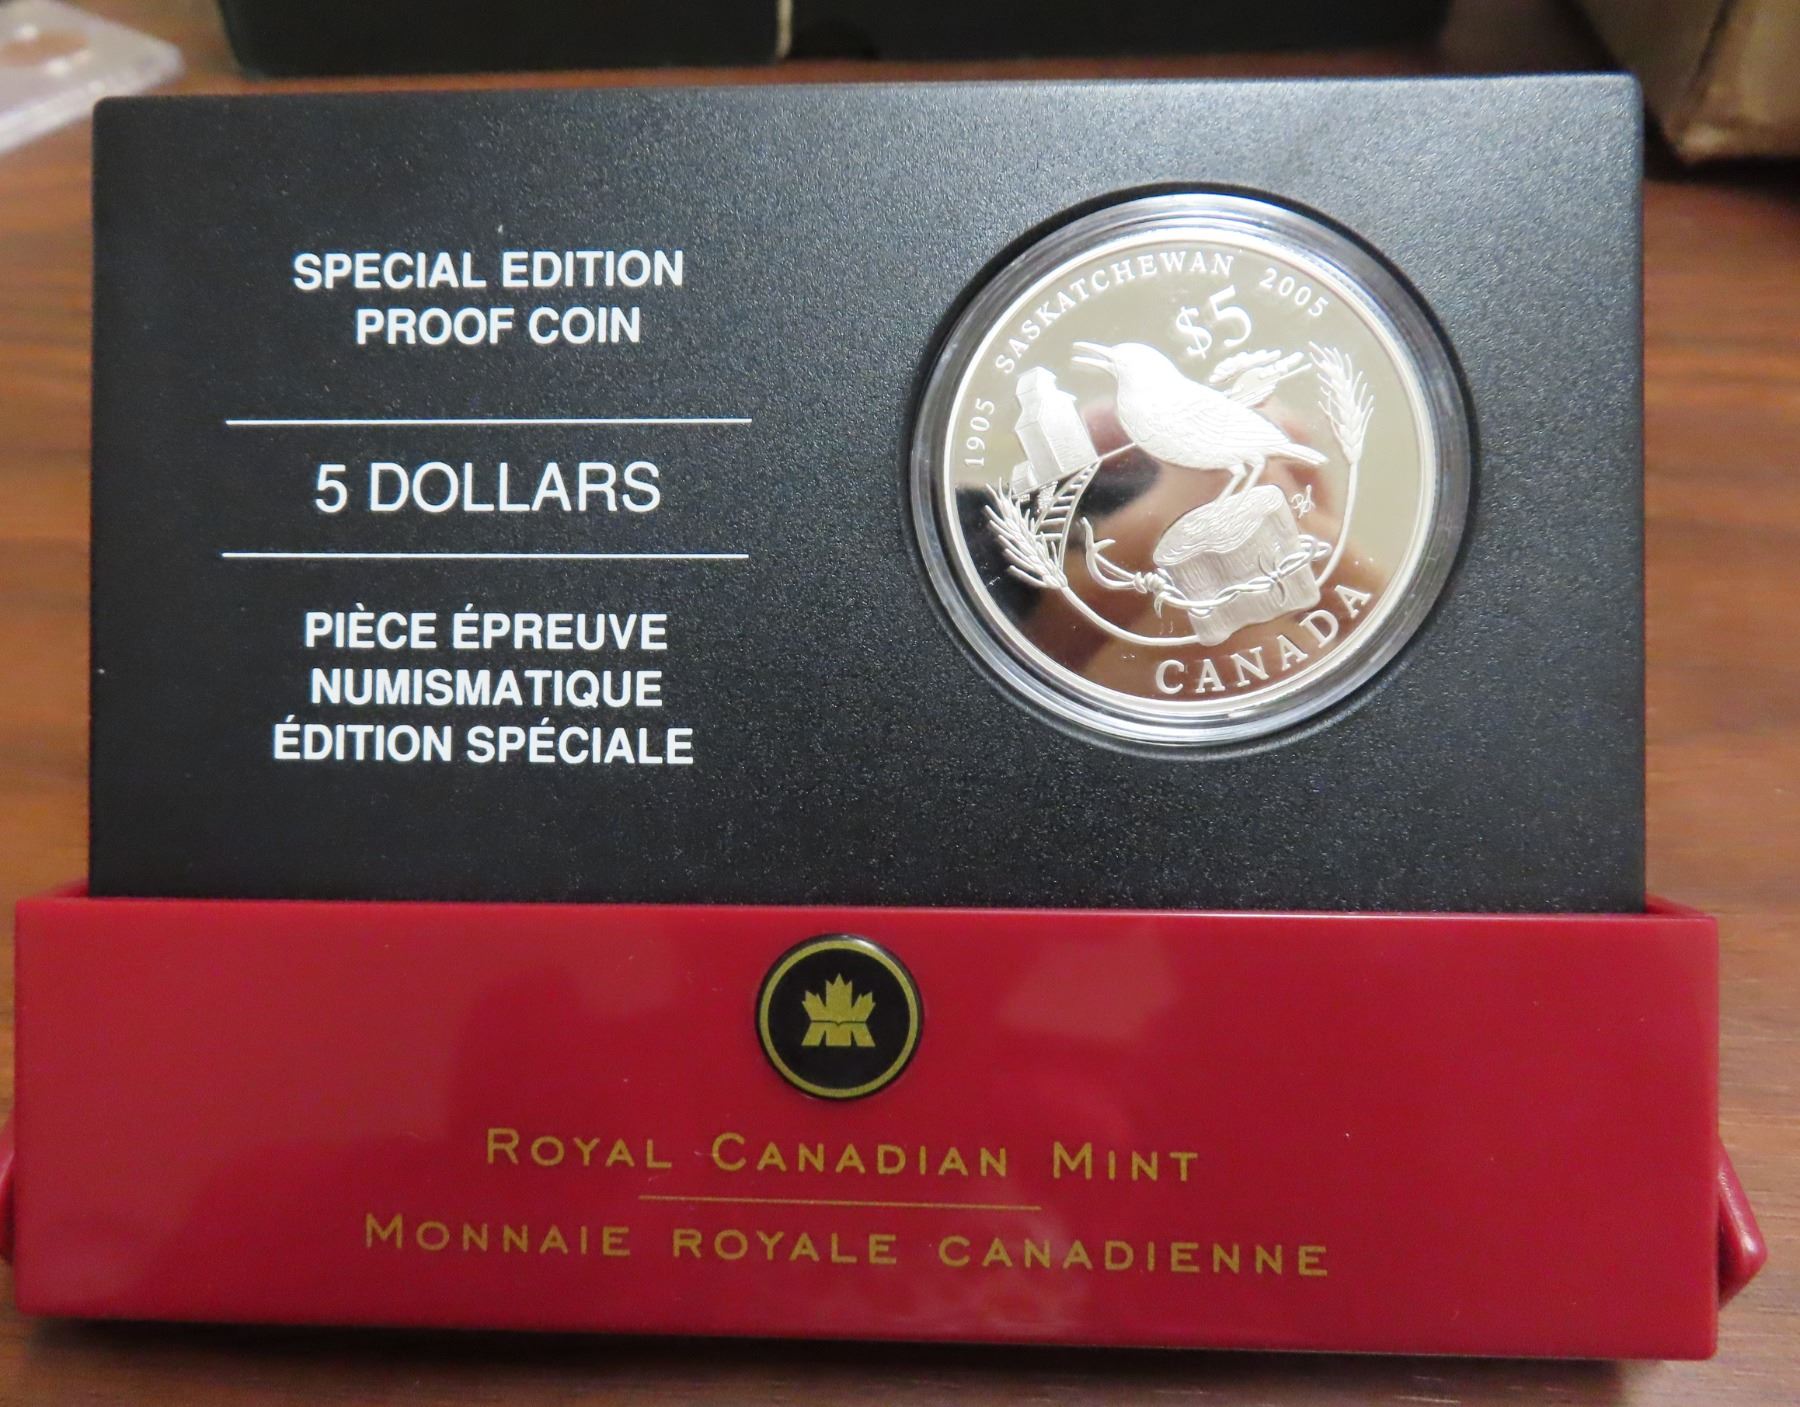 SPECIAL EDITION
PROOF COIN
5 DOLLARS
PIÈCE ÉPREUVE
NUMISMATIQUE
ÉDITION SPÉCIALE
1905 SASKATCHEWAN 2005
$5
CANADA
ROYAL CANADIAN MINT
MONNAIE ROYALE CANADIENNE